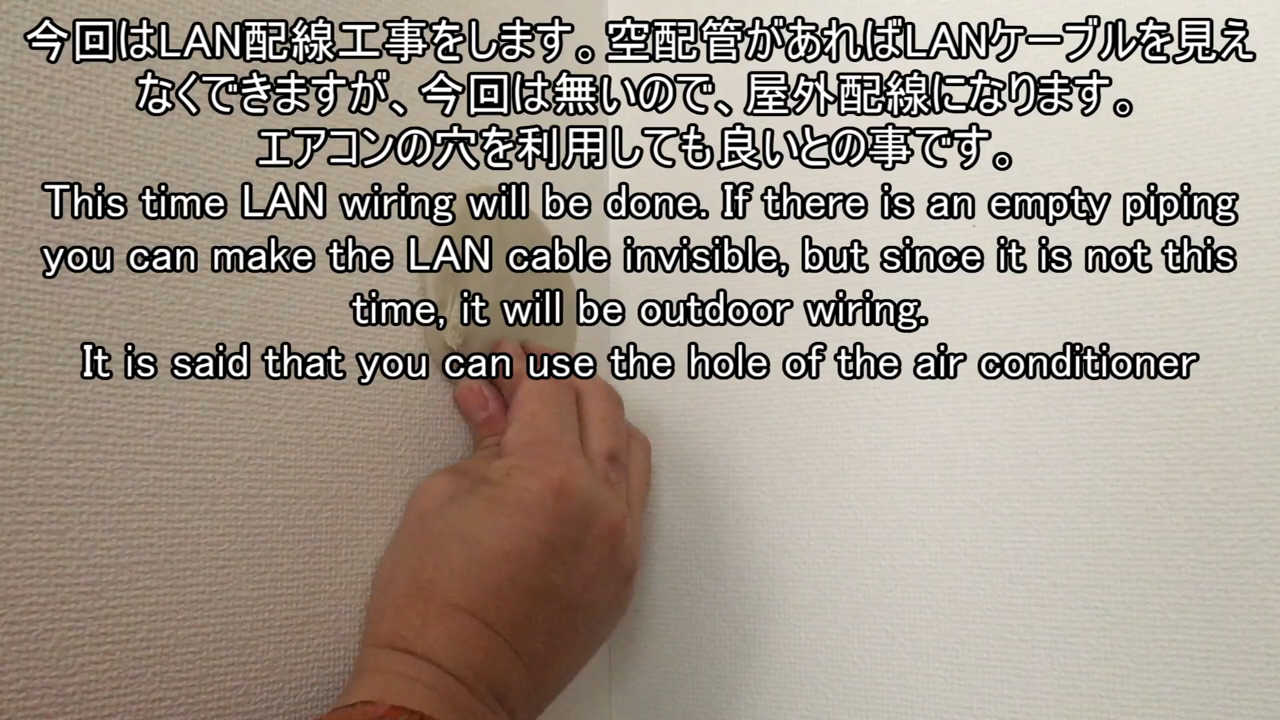 今回はLAN配線工事をします。空配管があればLANケーブルを見え
なくできますが、今回は無いので、屋外配線になります。
エアコンの穴を利用しても良いとの事です。
This time LAN wiring will be done. If there is an empty piping
you can make the LAN cable invisible, but since it is not this
time, it will be outdoor wiring.
It is said that you can use the hole of the air conditioner